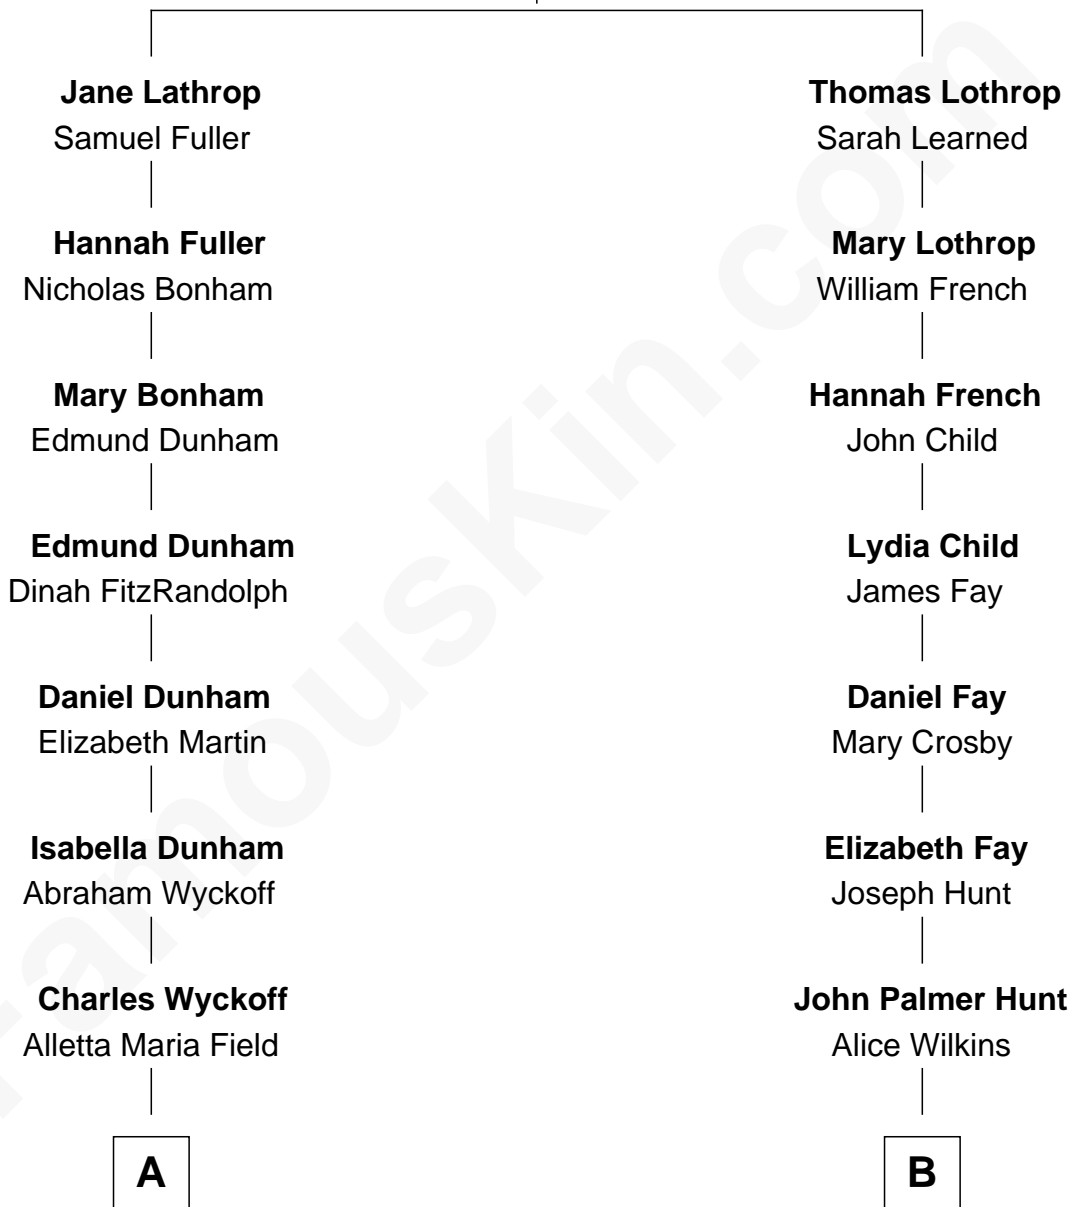 Jane Lathrop
Samuel Fuller
Hannah Fuller
Nicholas Bonham
Mary Bonham
Edmund Dunham
Edmund Dunham
Dinah FitzRandolph
Daniel Dunham
Elizabeth Martin
Isabella Dunham
Abraham Wyckoff
Charles Wyckoff
Alletta Maria Field
A
Thomas Lothrop
Sarah Learned
Mary Lothrop
William French
Hannah French
John Child
Lydia Child
James Fay
Daniel Fay
Mary Crosby
Elizabeth Fay
Joseph Hunt
John Palmer Hunt
Alice Wilkins
B
FamousKin.com